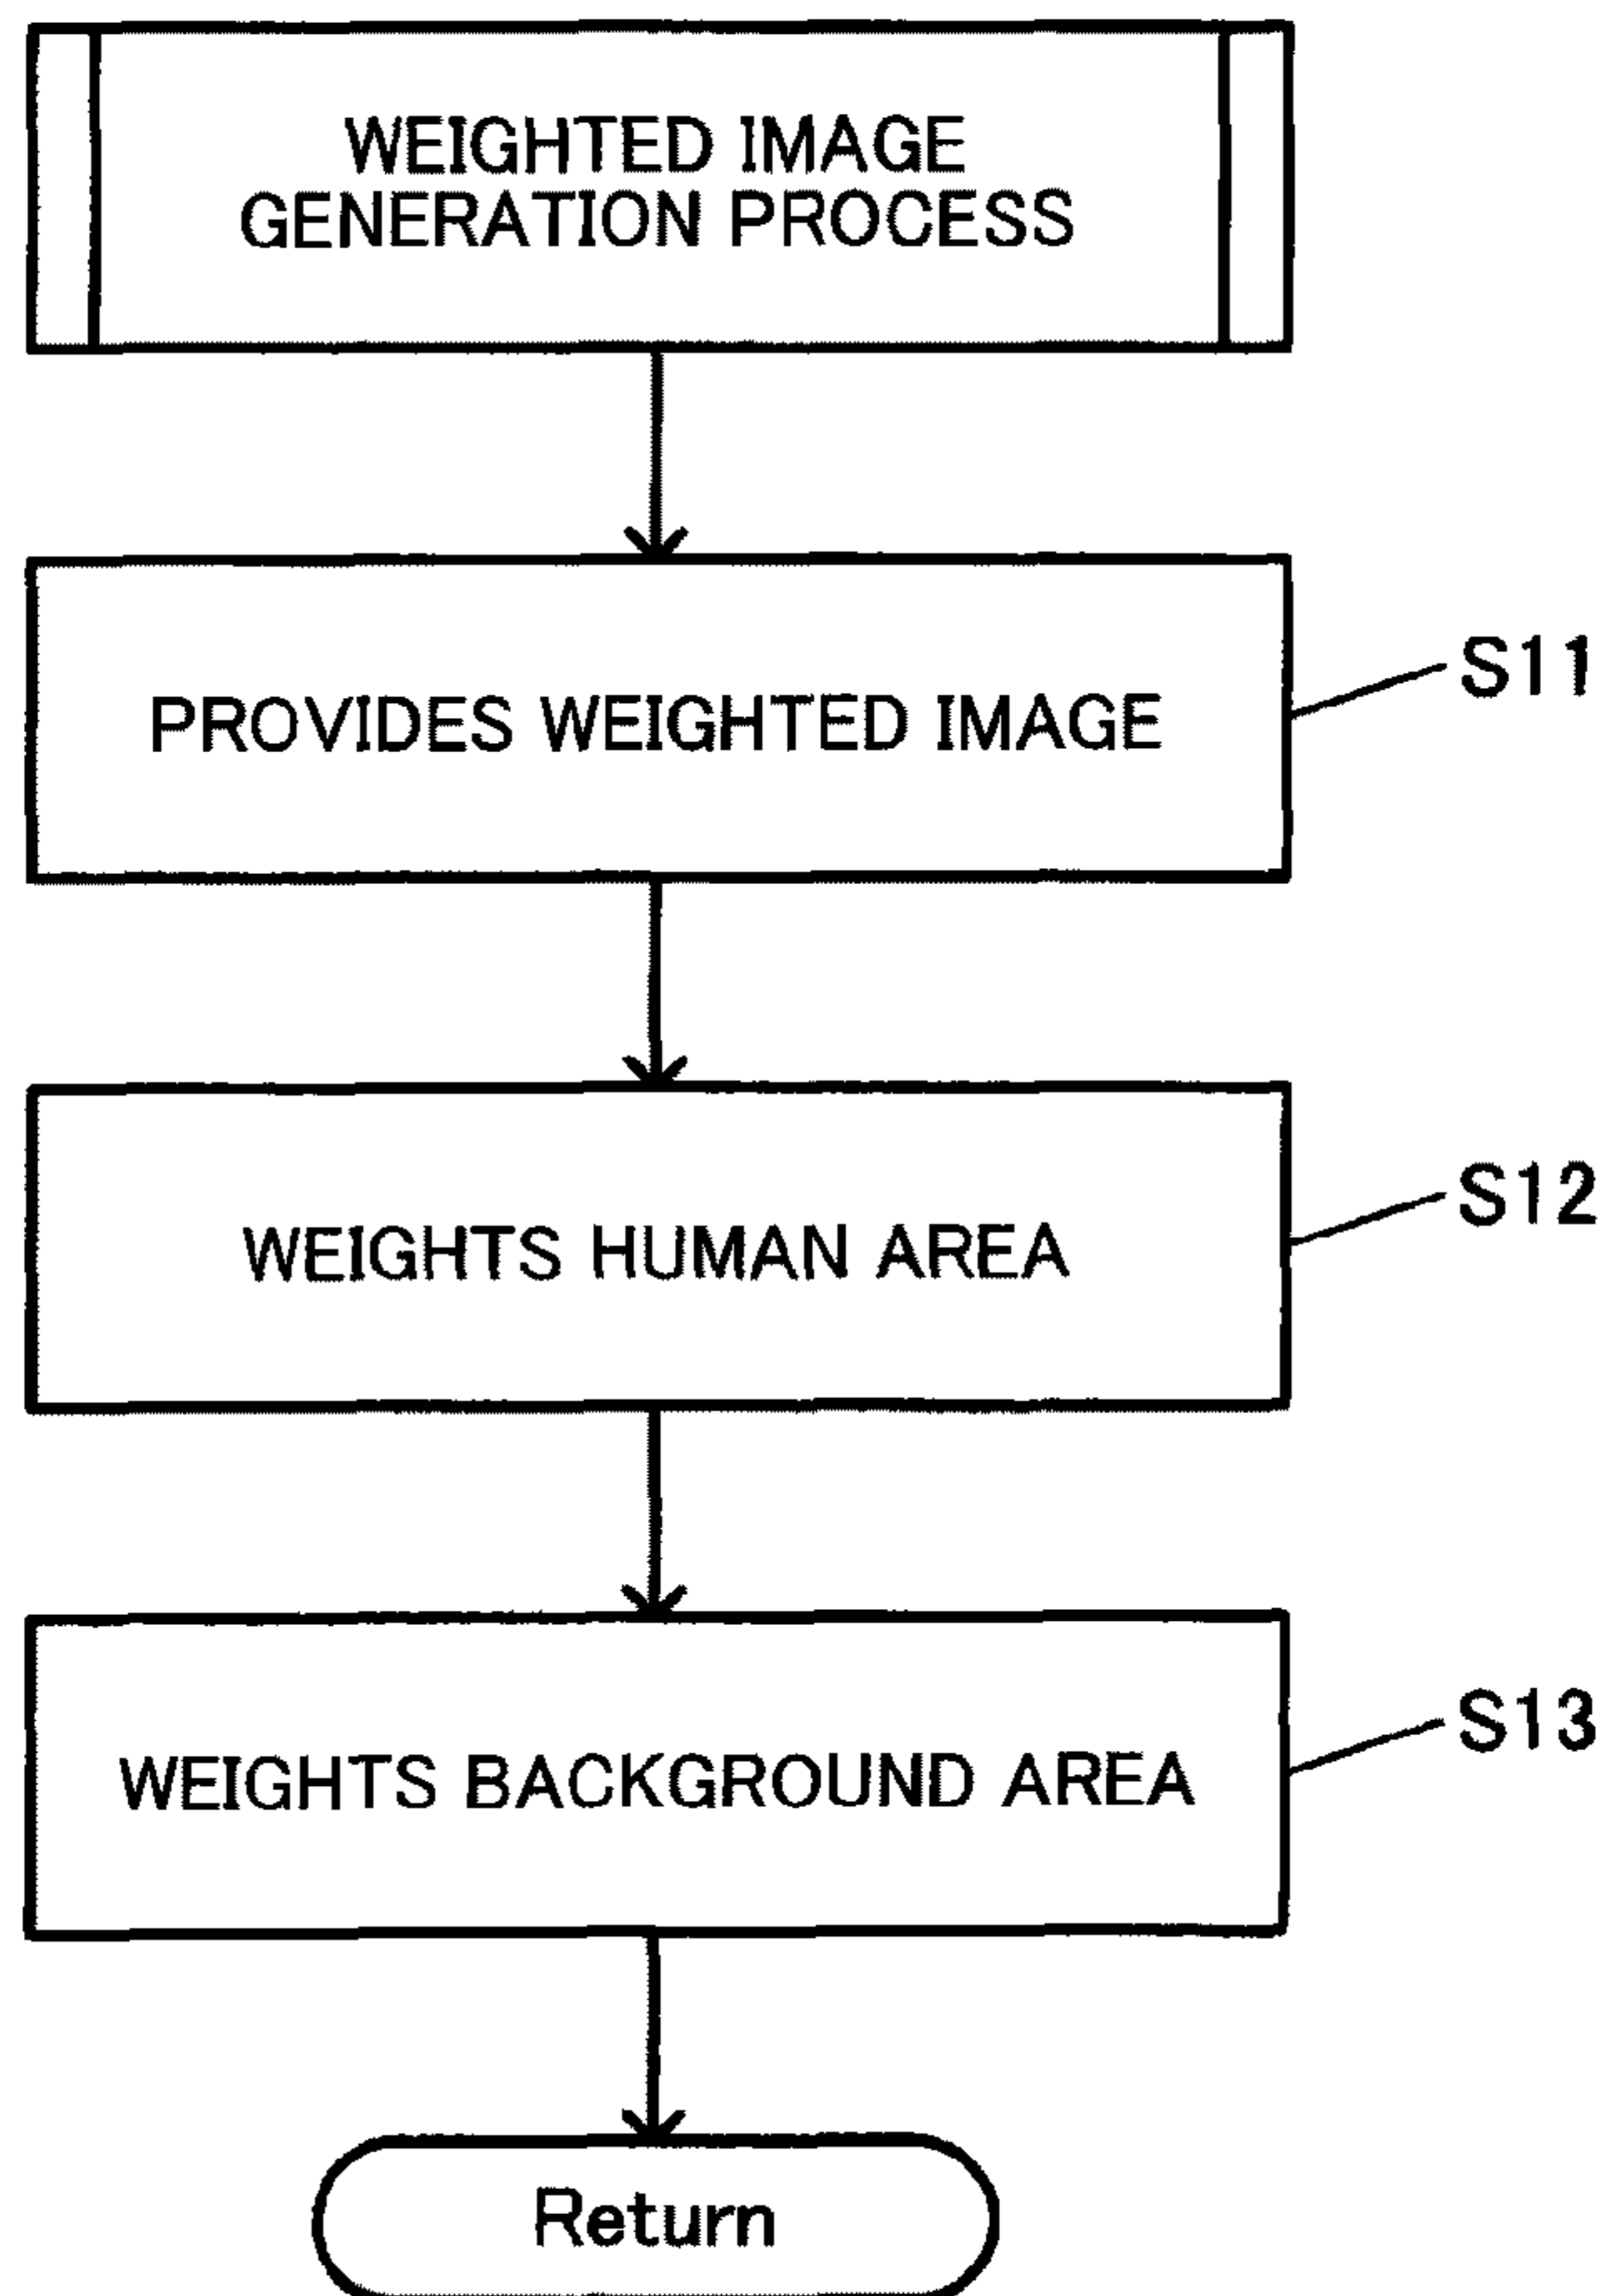 WEIGHTED IMAGE
GENERATION PROCESS
PROVIDES WEIGHTED IMAGE
S11
WEIGHTS HUMAN AREA
S12
WEIGHTS BACKGROUND AREA
S13
Return